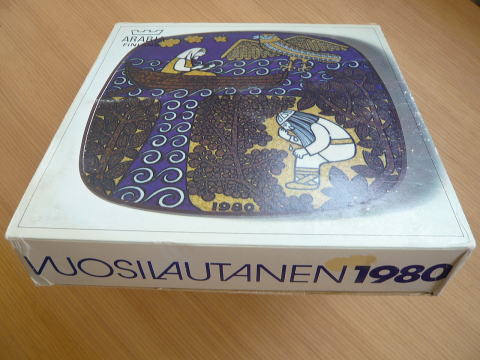 ARABIA
FINLAND
1980
VUOSILAUTANEN 1980